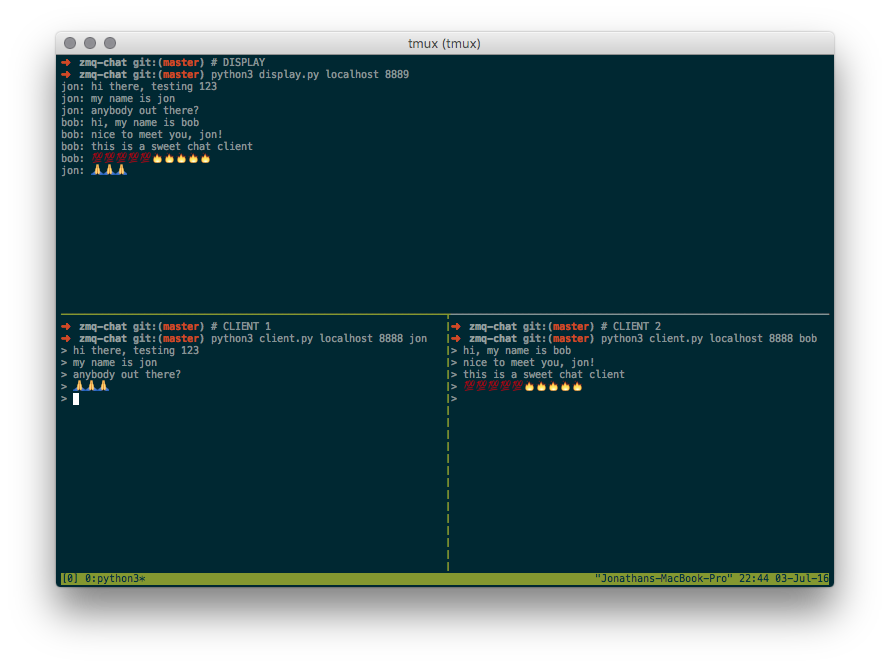 tmux (tmux)
➜ zmq-chat git:(master) # DISPLAY
➜ zmq-chat git:(master) python3 display.py localhost 8889
jon: hi there, testing 123
jon: my name is jon
jon: anybody out there?
bob: hi, my name is bob
bob: nice to meet you, jon!
bob: this is a sweet chat client
bob: 💯💯💯💯💯🔥🔥🔥🔥🔥
jon: 🙏🙏🙏
➜ zmq-chat git:(master) # CLIENT 1
➜ zmq-chat git:(master) python3 client.py localhost 8888 jon
> hi there, testing 123
> my name is jon
> anybody out there?
> 🙏🙏🙏
>
➜ zmq-chat git:(master) # CLIENT 2
➜ zmq-chat git:(master) python3 client.py localhost 8888 bob
> hi, my name is bob
> nice to meet you, jon!
> this is a sweet chat client
> 💯💯💯💯💯🔥🔥🔥🔥🔥
>
[0] 0:python3* "Jonathans-MacBook-Pro" 22:44 03-Jul-16